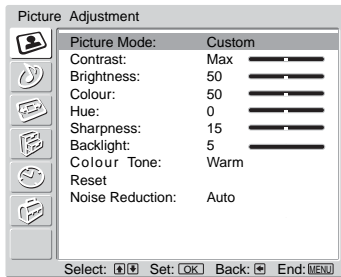 Picture Adjustment
Picture Mode: Custom
Contrast: Max
Brightness: 50
Colour: 50
Hue: 0
Sharpness: 15
Backlight: 5
Colour Tone: Warm
Reset
Noise Reduction: Auto
Select: Set: OK Back: End: MENU